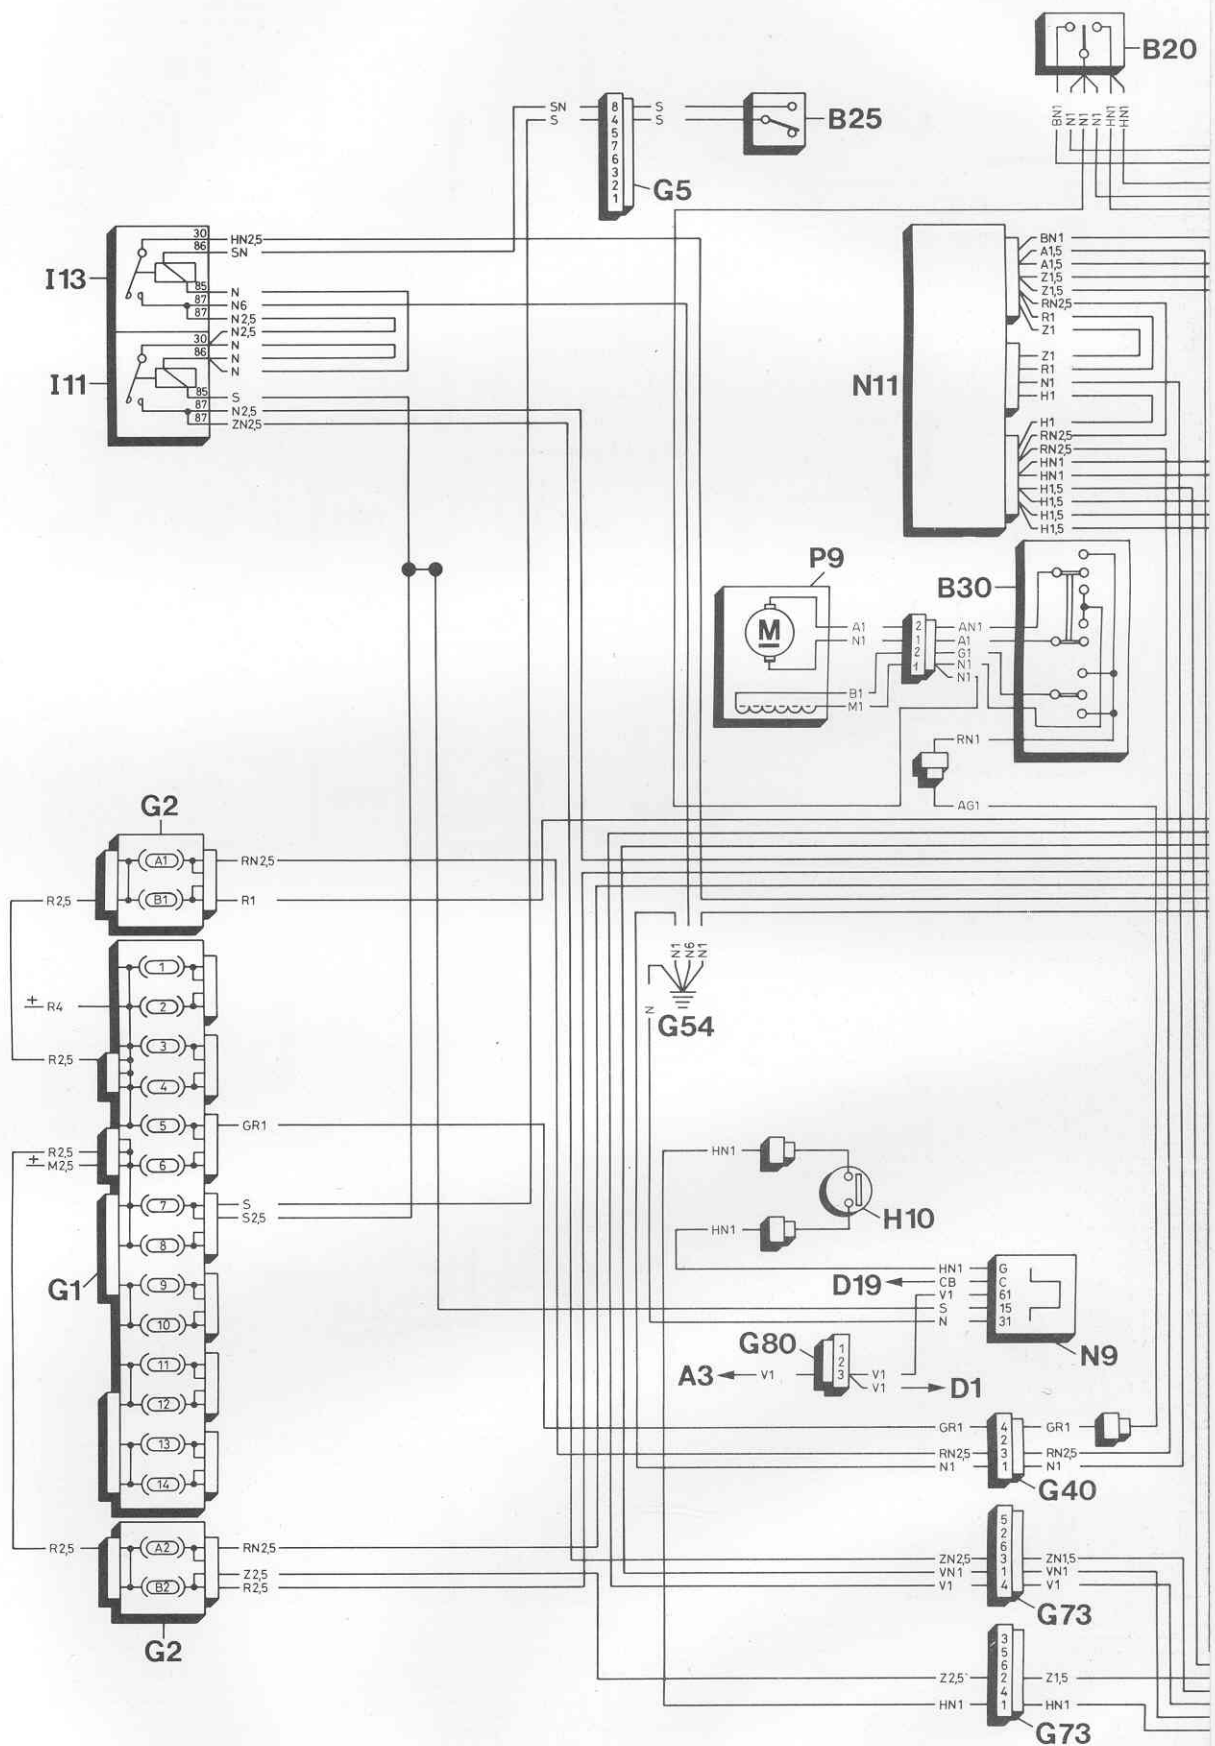 B20
BN1 N1 N1 N1 HN1 HN1
SN 8 S
S 4 S
5
7
6
3
2
1
B25
G5
I13
30 HN2,5
86 SN
85 N
87 N6
87 N2,5
N2,5
30 N
86 N
N
I11
85 S
87 N2,5
87 ZN2,5
N11
BN1
A1,5
A1,5
Z1,5
Z1,5
RN2,5
R1
Z1
Z1
R1
N1
H1
H1
RN2,5
RN2,5
HN1
HN1
H1,5
H1,5
H1,5
H1,5
P9
B30
M
A1 2 AN1
N1 1 A1
2 G1
1 N1
N1
B1
M1
RN1
AG1
G2
A1 RN2,5
R2,5 B1 R1
1
+ R4 2
3
R2,5
4
5 GR1
R2,5
+ M2,5 6
7 S
S2,5
8
G1
9
10
11
12
13
14
R2,5 A2 RN2,5
Z2,5
B2 R2,5
G2
N1 N6 N1
N
G54
HN1
H10
HN1
HN1 G
D19 CB C
V1 61
S 15
N 31
N9
G80
1
2
A3 V1 3 V1
V1 D1
GR1 4 GR1
2
RN2,5 3 RN2,5
N1 1 N1
G40
5
2
6
ZN2,5 3 ZN1,5
VN1 1 VN1
V1 4 V1
G73
3
5
6
Z2,5 2 Z1,5
4
HN1 1 HN1
G73